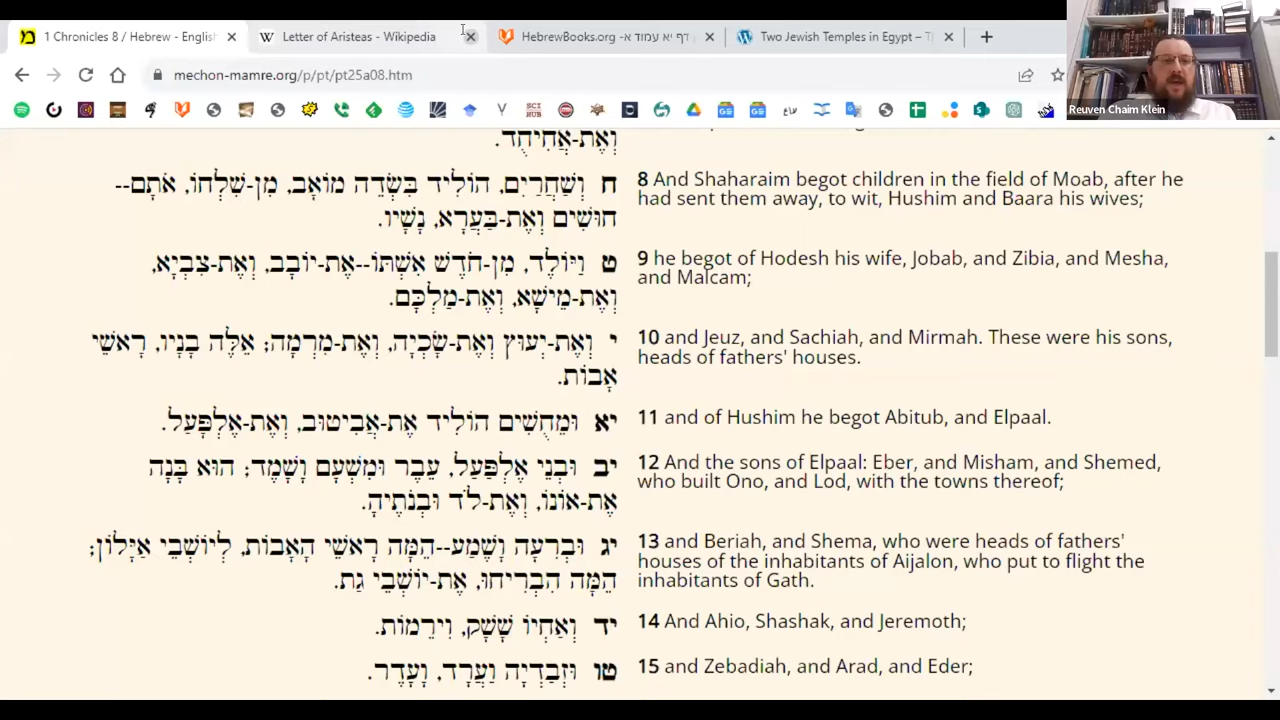 1 Chronicles 8 / Hebrew - English
Letter of Aristeas - Wikipedia
HebrewBooks.org דף יא עמוד א-
Two Jewish Temples in Egypt –
mechon-mamre.org/p/pt/pt25a08.htm
Reuven Chaim Klein
וְאֶת-אֲחִיחֻד.
ח וְשַׁחֲרַיִם, הוֹלִיד בִּשְׂדֵה מוֹאָב, מִן-שִׁלְחוֹ, אֹתָם--
חוּשִׁים וְאֶת-בַּעֲרָא, נָשָׁיו.
8 And Shaharaim begot children in the field of Moab, after he
had sent them away, to wit, Hushim and Baara his wives;
ט וַיּוֹלֶד, מִן-חֹדֶשׁ אִשְׁתּוֹ--אֶת-יוֹבָב, וְאֶת-צִבְיָא,
וְאֶת-מֵישָׁא, וְאֶת-מַלְכָּם.
9 he begot of Hodesh his wife, Jobab, and Zibia, and Mesha,
and Malcam;
י וְאֶת-יְעוּץ וְאֶת-שָׂכְיָה, וְאֶת-מִרְמָה; אֵלֶּה בָנָיו, רָאשֵׁי
אָבוֹת.
10 and Jeuz, and Sachiah, and Mirmah. These were his sons,
heads of fathers' houses.
יא וּמֵחֻשִׁים הוֹלִיד אֶת-אֲבִיטוּב, וְאֶת-אֶלְפָּעַל.
11 and of Hushim he begot Abitub, and Elpaal.
יב וּבְנֵי אֶלְפַּעַל, עֵבֶר וּמִשְׁעָם וָשָׁמֶד; הוּא בָּנָה
אֶת-אוֹנוֹ, וְאֶת-לֹד וּבְנֹתֶיהָ.
12 And the sons of Elpaal: Eber, and Misham, and Shemed,
who built Ono, and Lod, with the towns thereof;
יג וּבְרִעָה וָשֶׁמַע--הֵמָּה רָאשֵׁי הָאָבוֹת, לְיוֹשְׁבֵי אַיָּלוֹן;
הֵמָּה הִבְרִיחוּ, אֶת-יוֹשְׁבֵי גַת.
13 and Beriah, and Shema, who were heads of fathers'
houses of the inhabitants of Aijalon, who put to flight the
inhabitants of Gath.
יד וְאַחְיוֹ שָׁשָׁק, וִירֵמוֹת.
14 And Ahio, Shashak, and Jeremoth;
טו וּזְבַדְיָה וַעֲרָד, וָעָדֶר.
15 and Zebadiah, and Arad, and Eder;